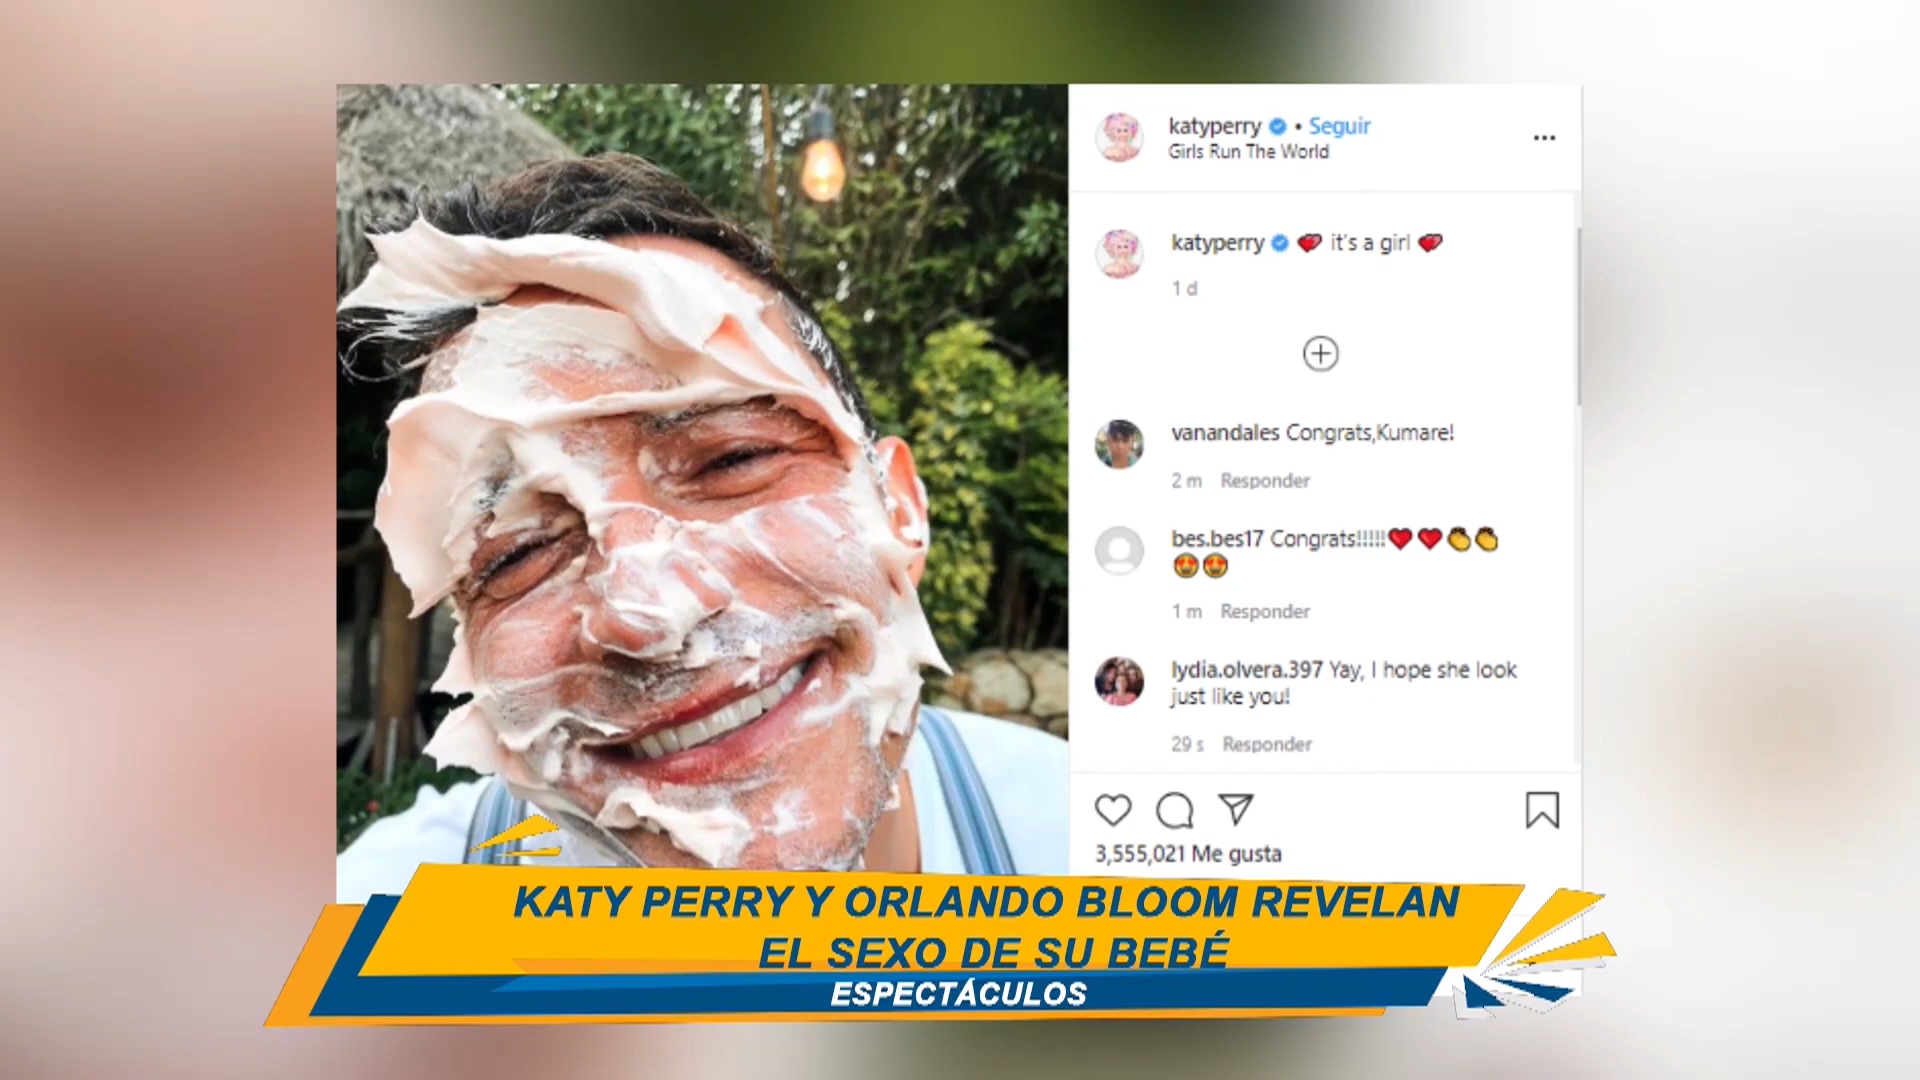 katyperry • Seguir
Girls Run The World
katyperry it's a girl
1 d
vanandales Congrats,Kumare!
2 m Responder
bes.bes17 Congrats!!!!!
1 m Responder
lydia.olvera.397 Yay, I hope she look
just like you!
29 s Responder
3,555,021 Me gusta
KATY PERRY Y ORLANDO BLOOM REVELAN
EL SEXO DE SU BEBÉ
ESPECTÁCULOS